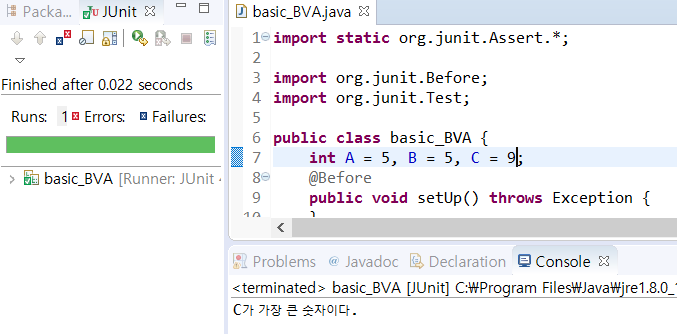 Packa... JUnit
Finished after 0.022 seconds
Runs: 1 Errors: Failures:
basic_BVA [Runner: JUnit 4
basic_BVA.java
1 import static org.junit.Assert.*;
2
3 import org.junit.Before;
4 import org.junit.Test;
5
6 public class basic_BVA {
7 int A = 5, B = 5, C = 9;
8 @Before
9 public void setUp() throws Exception {
10 }
Problems @ Javadoc Declaration Console
<terminated> basic_BVA [JUnit] C:₩Program Files₩Java₩jre1.8.0_1
C가 가장 큰 숫자이다.